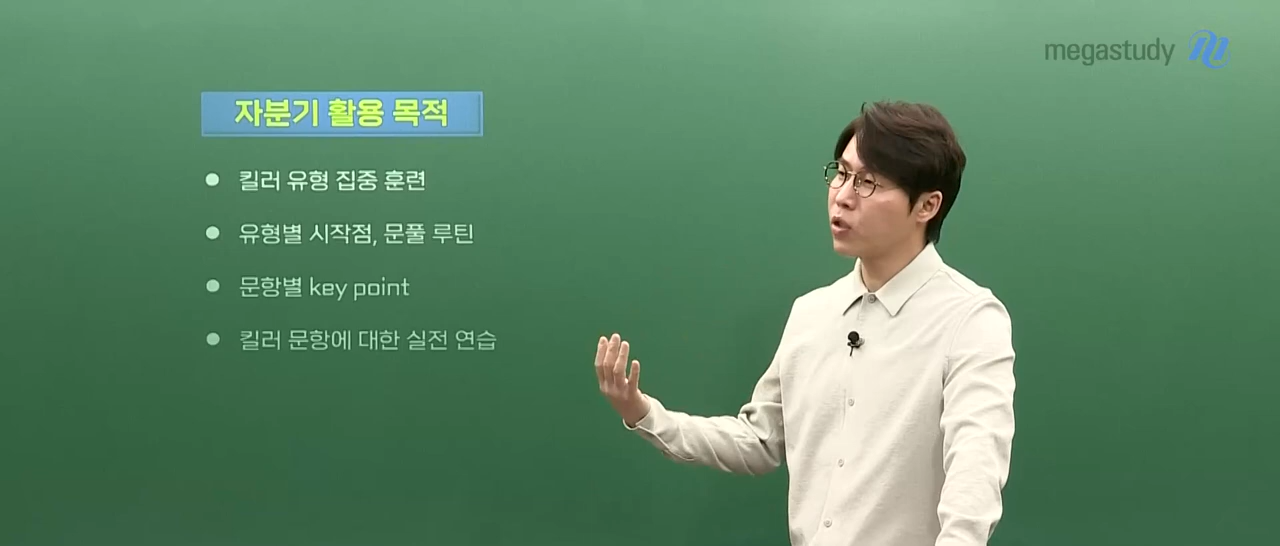 megastudy
자분기 활용 목적
킬러 유형 집중 훈련
유형별 시작점, 문풀 루틴
문항별 key point
킬러 문항에 대한 실전 연습